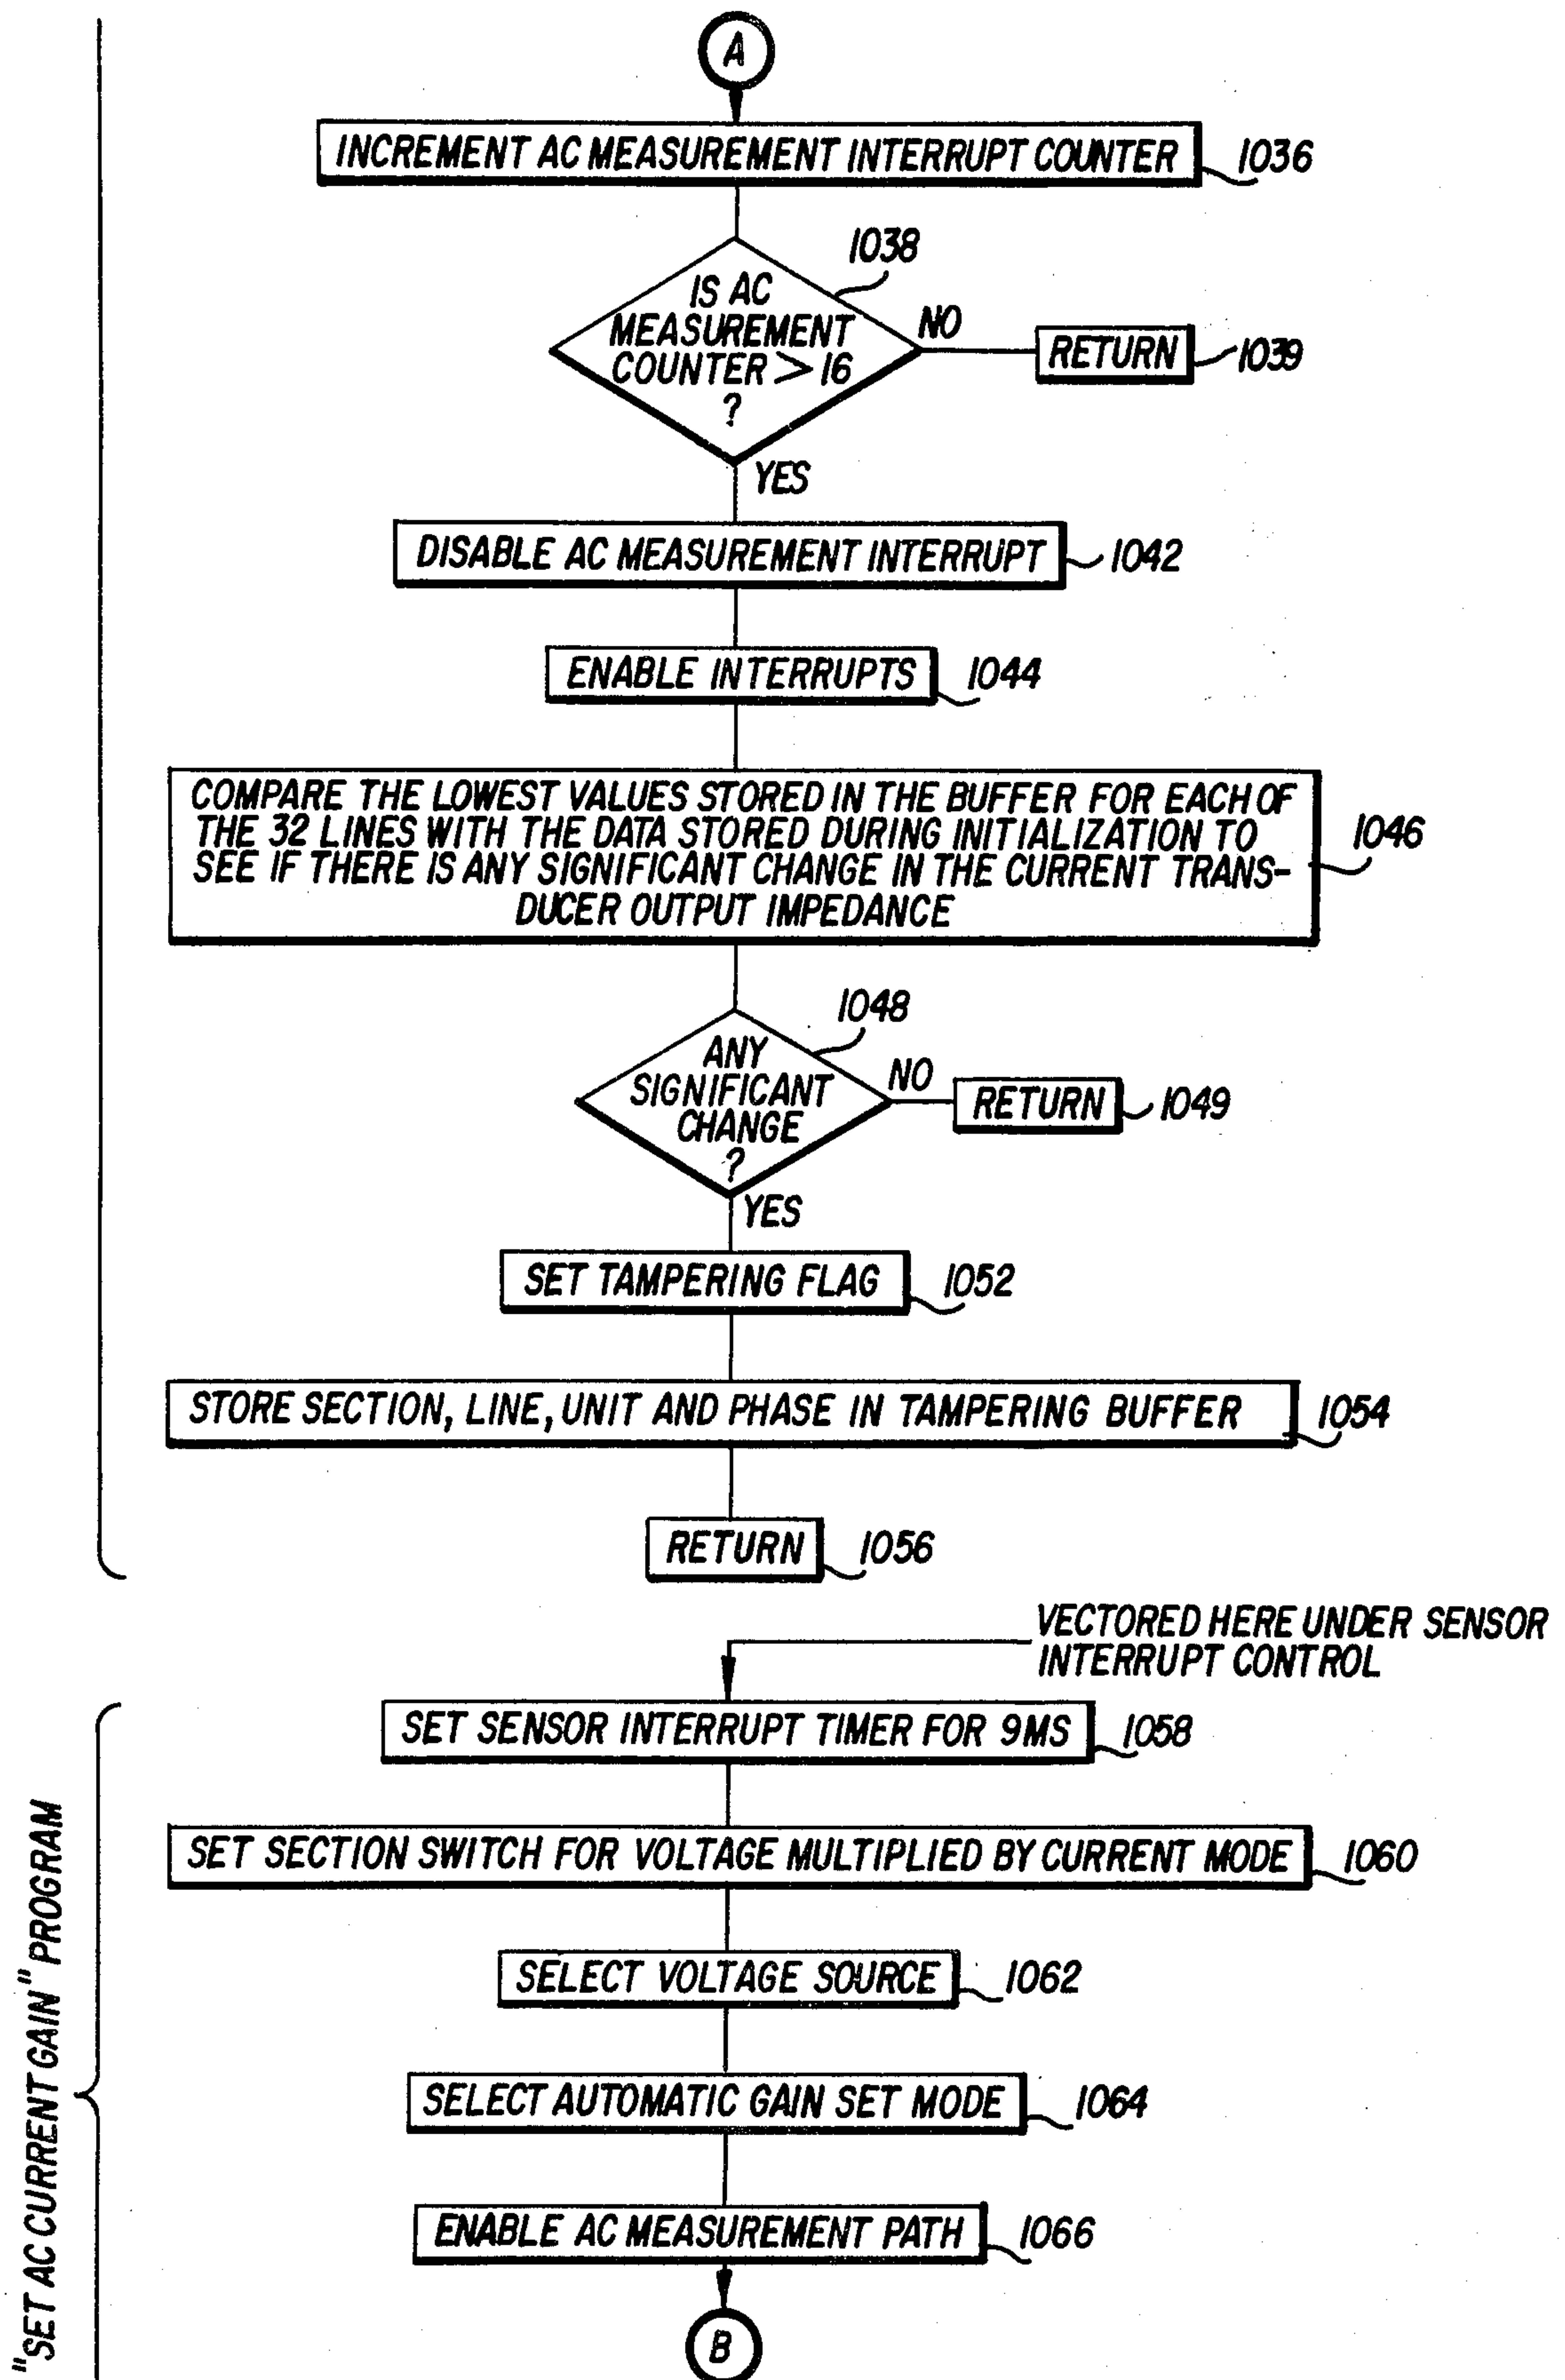 A
INCREMENT AC MEASUREMENT INTERRUPT COUNTER
1036
1038
IS AC
MEASUREMENT
COUNTER > 16
?
NO
RETURN
1039
YES
DISABLE AC MEASUREMENT INTERRUPT
1042
ENABLE INTERRUPTS
1044
COMPARE THE LOWEST VALUES STORED IN THE BUFFER FOR EACH OF
THE 32 LINES WITH THE DATA STORED DURING INITIALIZATION TO
SEE IF THERE IS ANY SIGNIFICANT CHANGE IN THE CURRENT TRANS-
DUCER OUTPUT IMPEDANCE
1046
1048
ANY
SIGNIFICANT
CHANGE
?
NO
RETURN
1049
YES
SET TAMPERING FLAG
1052
STORE SECTION, LINE, UNIT AND PHASE IN TAMPERING BUFFER
1054
RETURN
1056
VECTORED HERE UNDER SENSOR
INTERRUPT CONTROL
SET SENSOR INTERRUPT TIMER FOR 9MS
1058
SET SECTION SWITCH FOR VOLTAGE MULTIPLIED BY CURRENT MODE
1060
SELECT VOLTAGE SOURCE
1062
SELECT AUTOMATIC GAIN SET MODE
1064
ENABLE AC MEASUREMENT PATH
1066
B
"SET AC CURRENT GAIN" PROGRAM